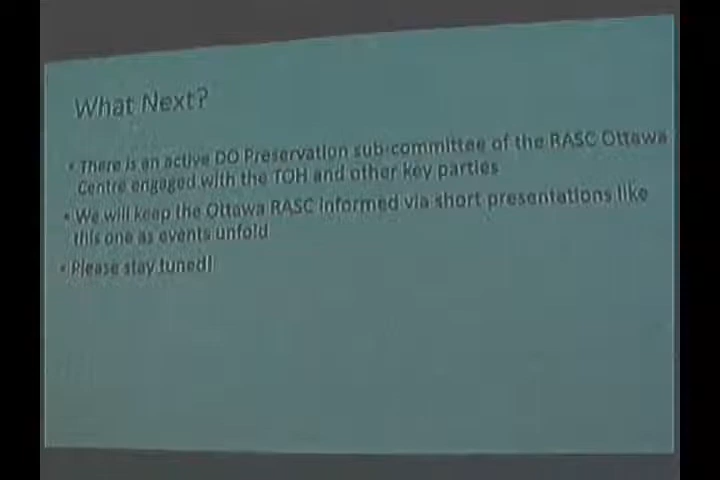 What Next?
• There is an active DO Preservation sub-committee of the RASC Ottawa
Centre engaged with the TOH and other key parties
• We will keep the Ottawa RASC informed via short presentations like
this one as events unfold
• Please stay tuned!